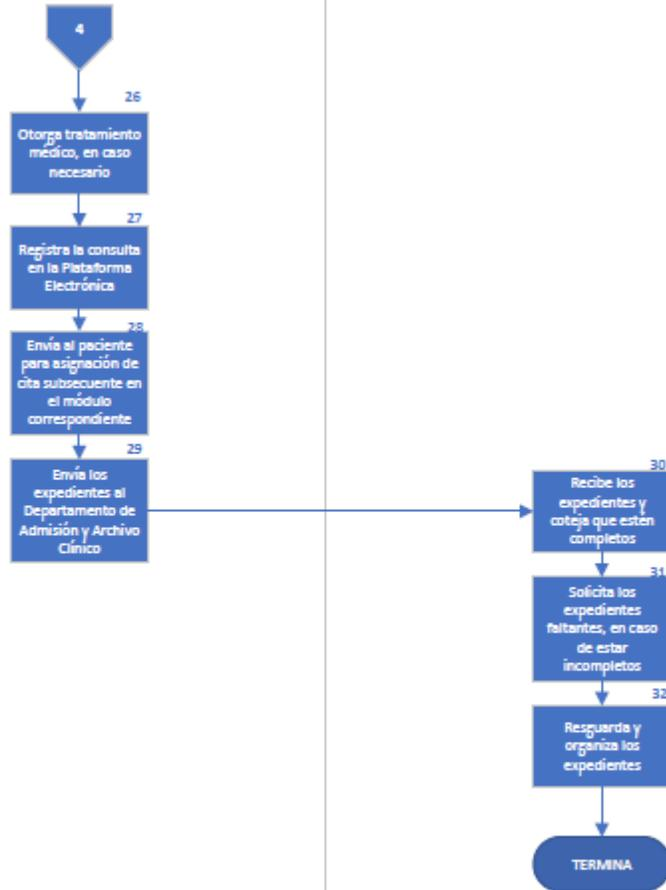 4
26
Otorga tratamiento
médico, en caso
necesario
27
Registra la consulta
en la Plataforma
Electrónica
28
Envía al paciente
para asignación de
cita subsecuente en
el módulo
correspondiente
29
Envía los
expedientes al
Departamento de
Admisión y Archivo
Clínico
30
Recibe los
expedientes y
coteja que estén
completos
31
Solicita los
expedientes
faltantes, en caso
de estar
incompletos
32
Resguarda y
organiza los
expedientes
TERMINA